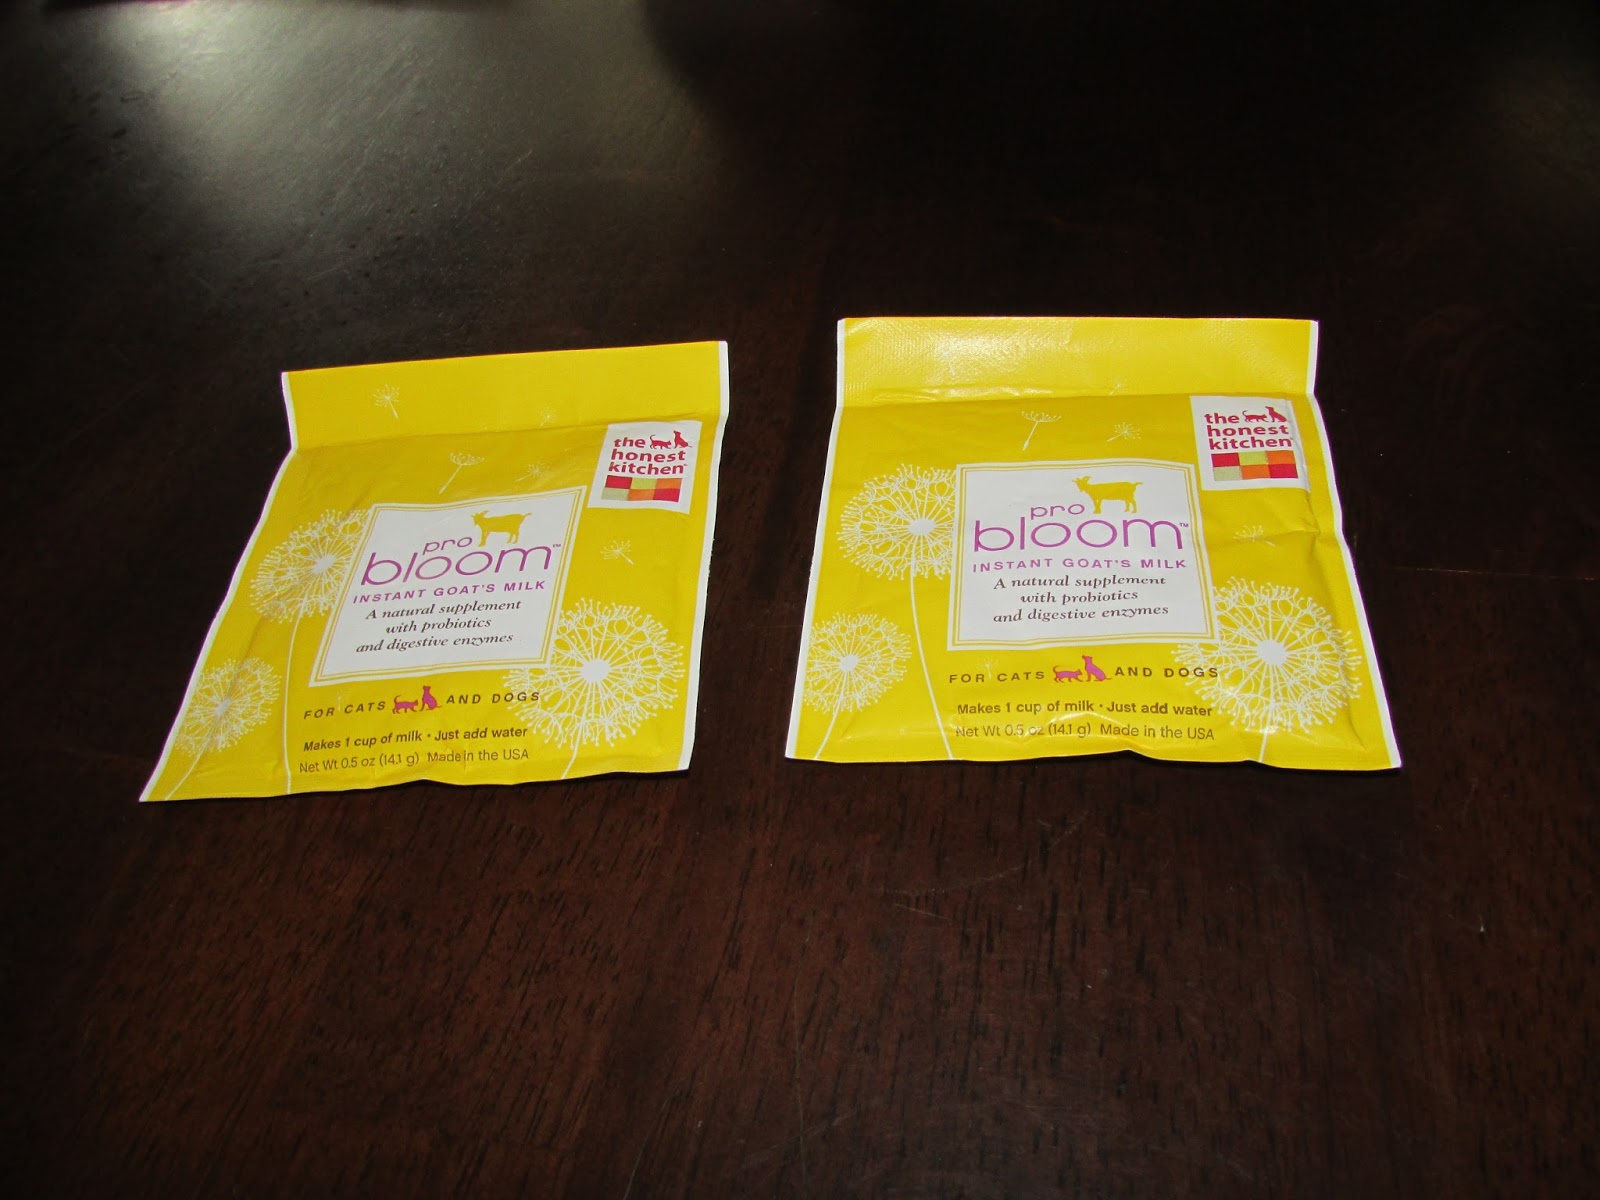 the
honest
kitchen
pro
bloom™
INSTANT GOAT'S MILK
A natural supplement
with probiotics
and digestive enzymes
FOR CATS AND DOGS
Makes 1 cup of milk • Just add water
Net Wt 0.5 oz (14.1 g) Made in the USA
the
honest
kitchen
pro
bloom™
INSTANT GOAT'S MILK
A natural supplement
with probiotics
and digestive enzymes
FOR CATS AND DOGS
Makes 1 cup of milk • Just add water
Net Wt 0.5 oz (14.1 g) Made in the USA